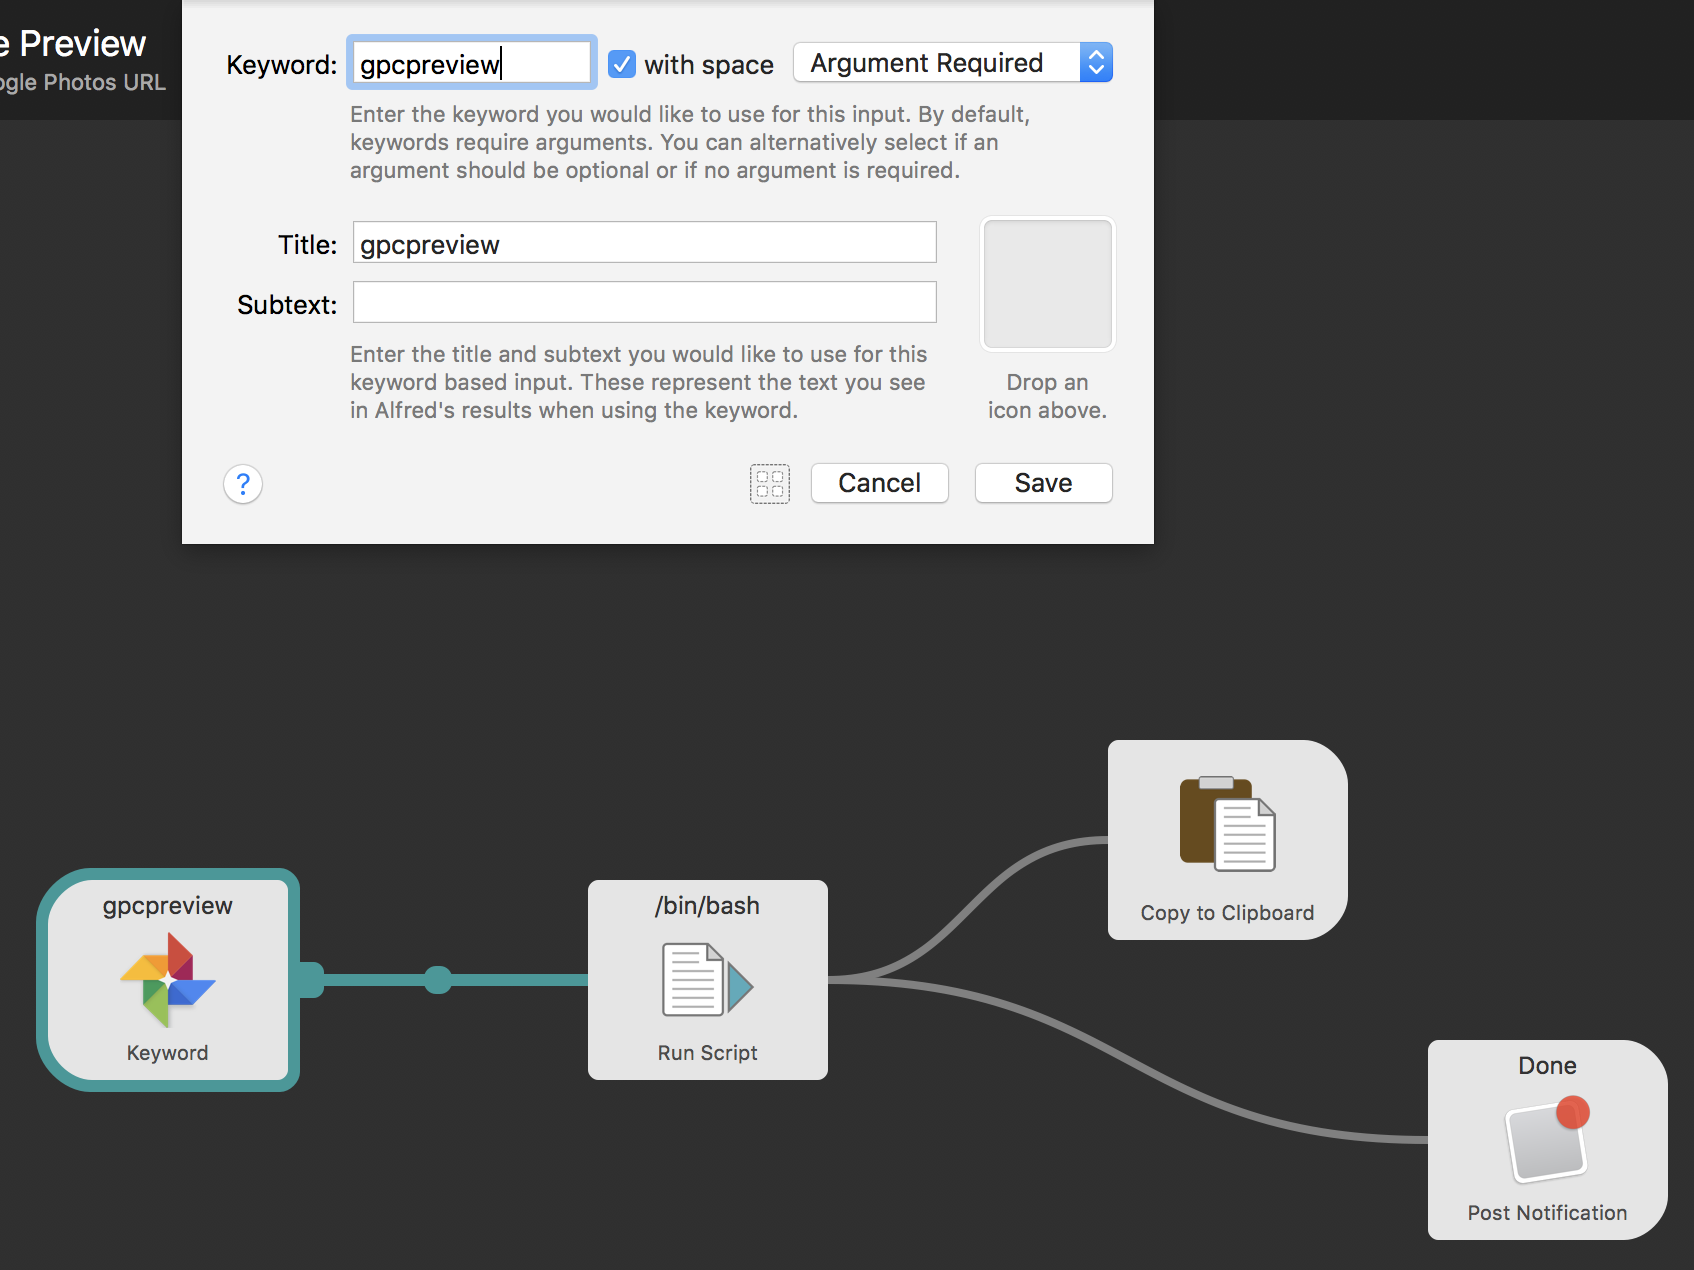 e Preview
ogle Photos URL
Keyword: gpcpreview with space Argument Required
Enter the keyword you would like to use for this input. By default,
keywords require arguments. You can alternatively select if an
argument should be optional or if no argument is required.
Title: gpcpreview
Subtext:
Enter the title and subtext you would like to use for this
keyword based input. These represent the text you see
in Alfred's results when using the keyword.
Drop an
icon above.
? Cancel Save
gpcpreview
Keyword
/bin/bash
Run Script
Copy to Clipboard
Done
Post Notification